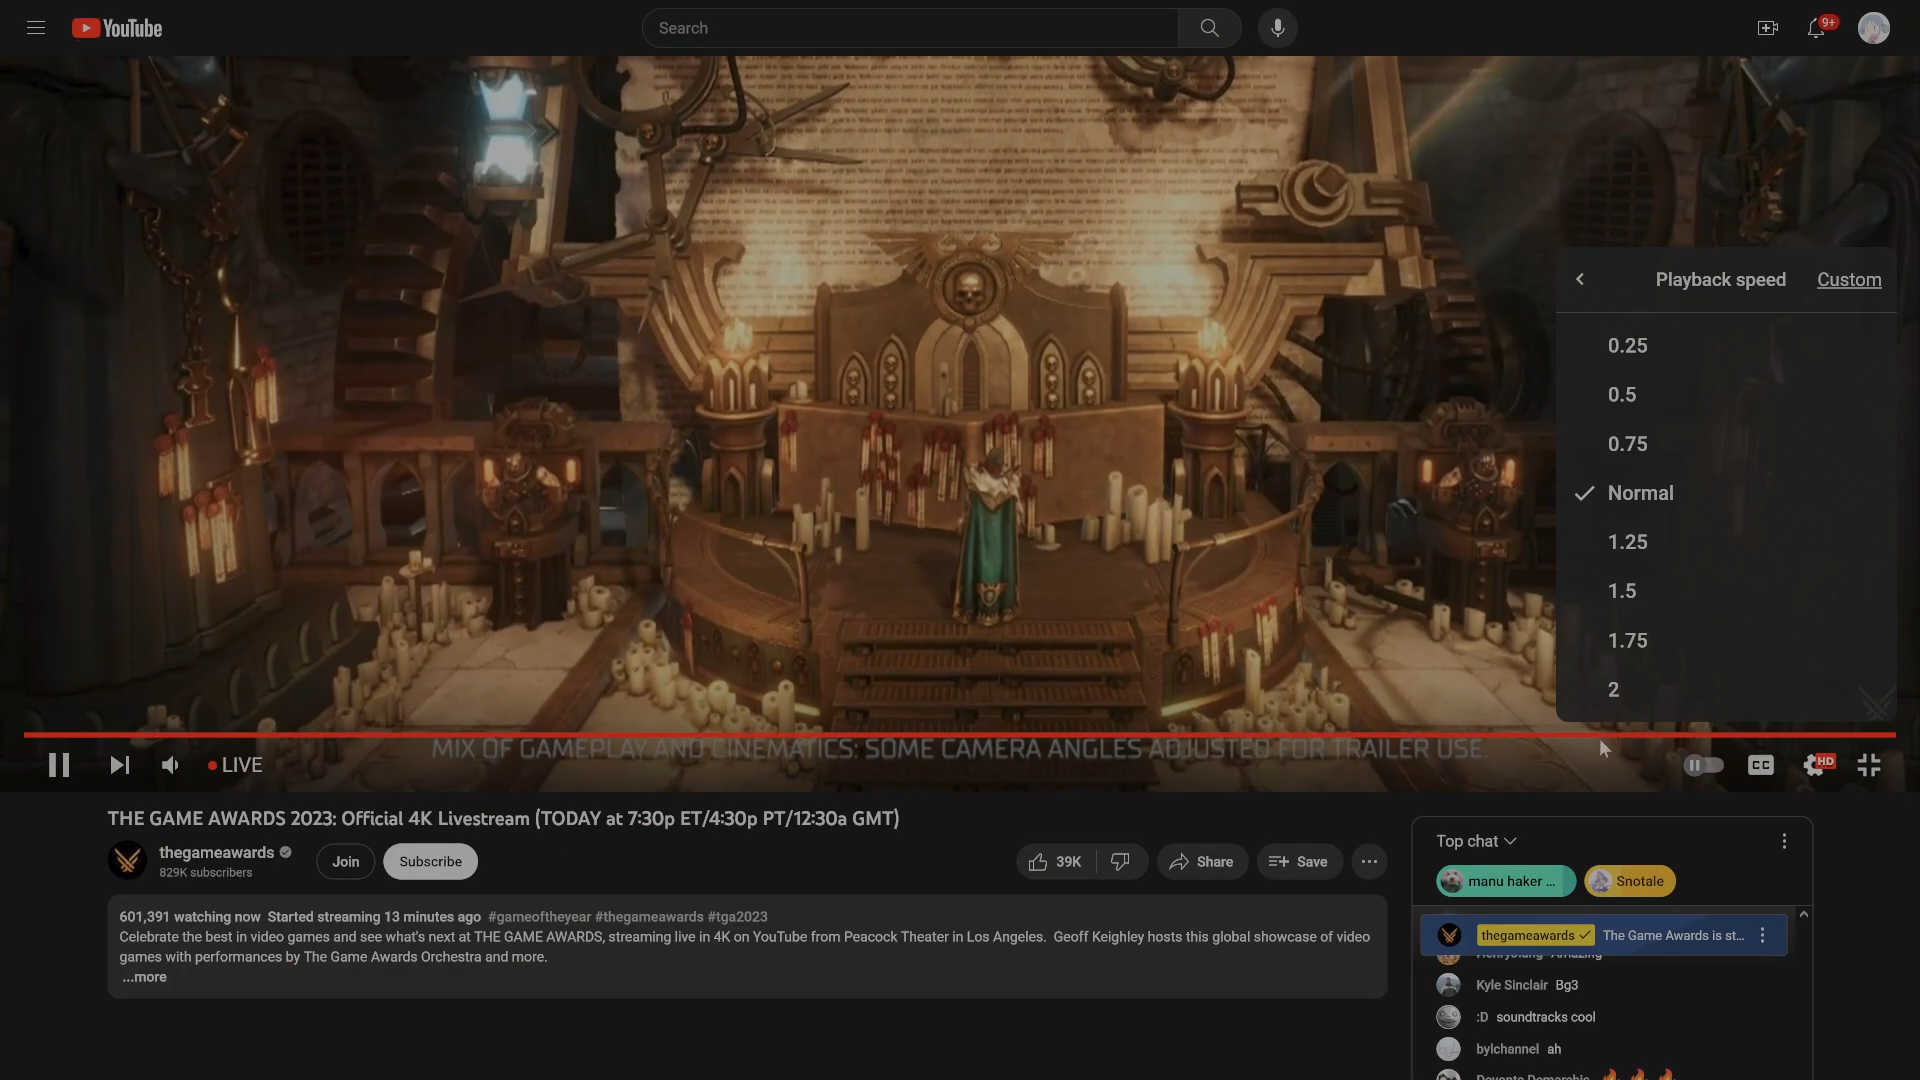 YouTube
Search
9+
Playback speed Custom
0.25
0.5
0.75
Normal
1.25
1.5
1.75
2
MIX OF GAMEPLAY AND CINEMATICS: SOME CAMERA ANGLES ADJUSTED FOR TRAILER USE.
LIVE
CC
HD
THE GAME AWARDS 2023: Official 4K Livestream (TODAY at 7:30p ET/4:30p PT/12:30a GMT)
thegameawards
829K subscribers
Join
Subscribe
39K
Share
Save
601,391 watching now Started streaming 13 minutes ago #gameoftheyear #thegameawards #tga2023
Celebrate the best in video games and see what's next at THE GAME AWARDS, streaming live in 4K on YouTube from Peacock Theater in Los Angeles. Geoff Keighley hosts this global showcase of video
games with performances by The Game Awards Orchestra and more.
...more
Top chat
manu haker ...
Snotale
thegameawards The Game Awards is st...
Kyle Sinclair Bg3
:D soundtracks cool
bylchannel ah